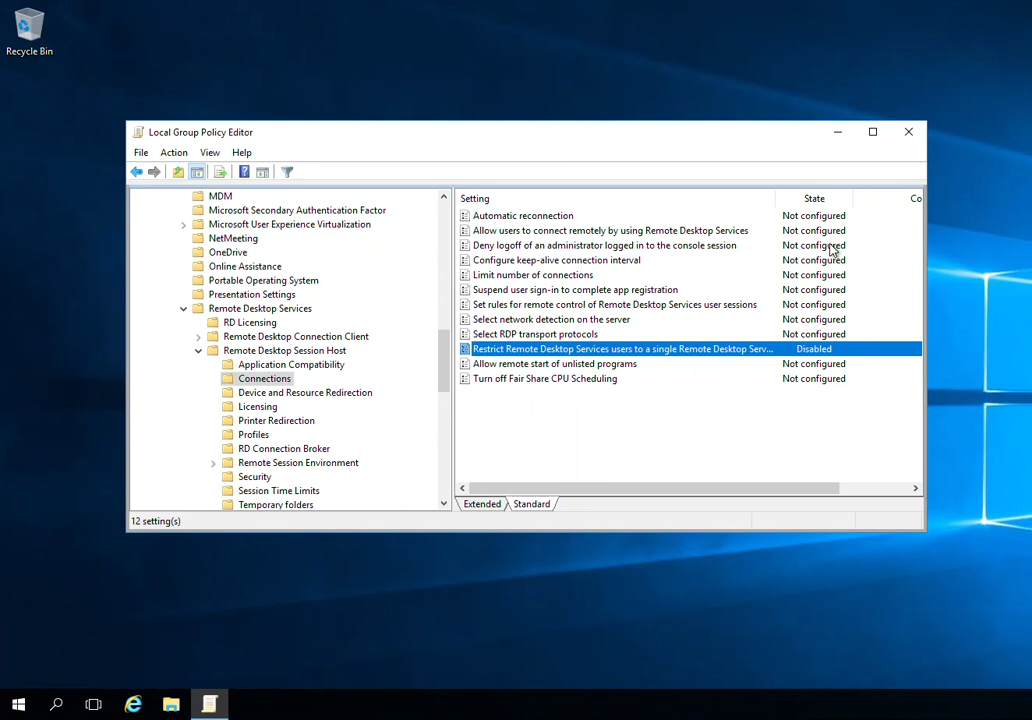 Recycle Bin
Local Group Policy Editor
File Action View Help
MDM
Microsoft Secondary Authentication Factor
Microsoft User Experience Virtualization
NetMeeting
OneDrive
Online Assistance
Portable Operating System
Presentation Settings
Remote Desktop Services
RD Licensing
Remote Desktop Connection Client
Remote Desktop Session Host
Application Compatibility
Connections
Device and Resource Redirection
Licensing
Printer Redirection
Profiles
RD Connection Broker
Remote Session Environment
Security
Session Time Limits
Temporary folders
Setting State Co
Automatic reconnection Not configured
Allow users to connect remotely by using Remote Desktop Services Not configured
Deny logoff of an administrator logged in to the console session Not configured
Configure keep-alive connection interval Not configured
Limit number of connections Not configured
Suspend user sign-in to complete app registration Not configured
Set rules for remote control of Remote Desktop Services user sessions Not configured
Select network detection on the server Not configured
Select RDP transport protocols Not configured
Restrict Remote Desktop Services users to a single Remote Desktop Serv... Disabled
Allow remote start of unlisted programs Not configured
Turn off Fair Share CPU Scheduling Not configured
Extended Standard
12 setting(s)